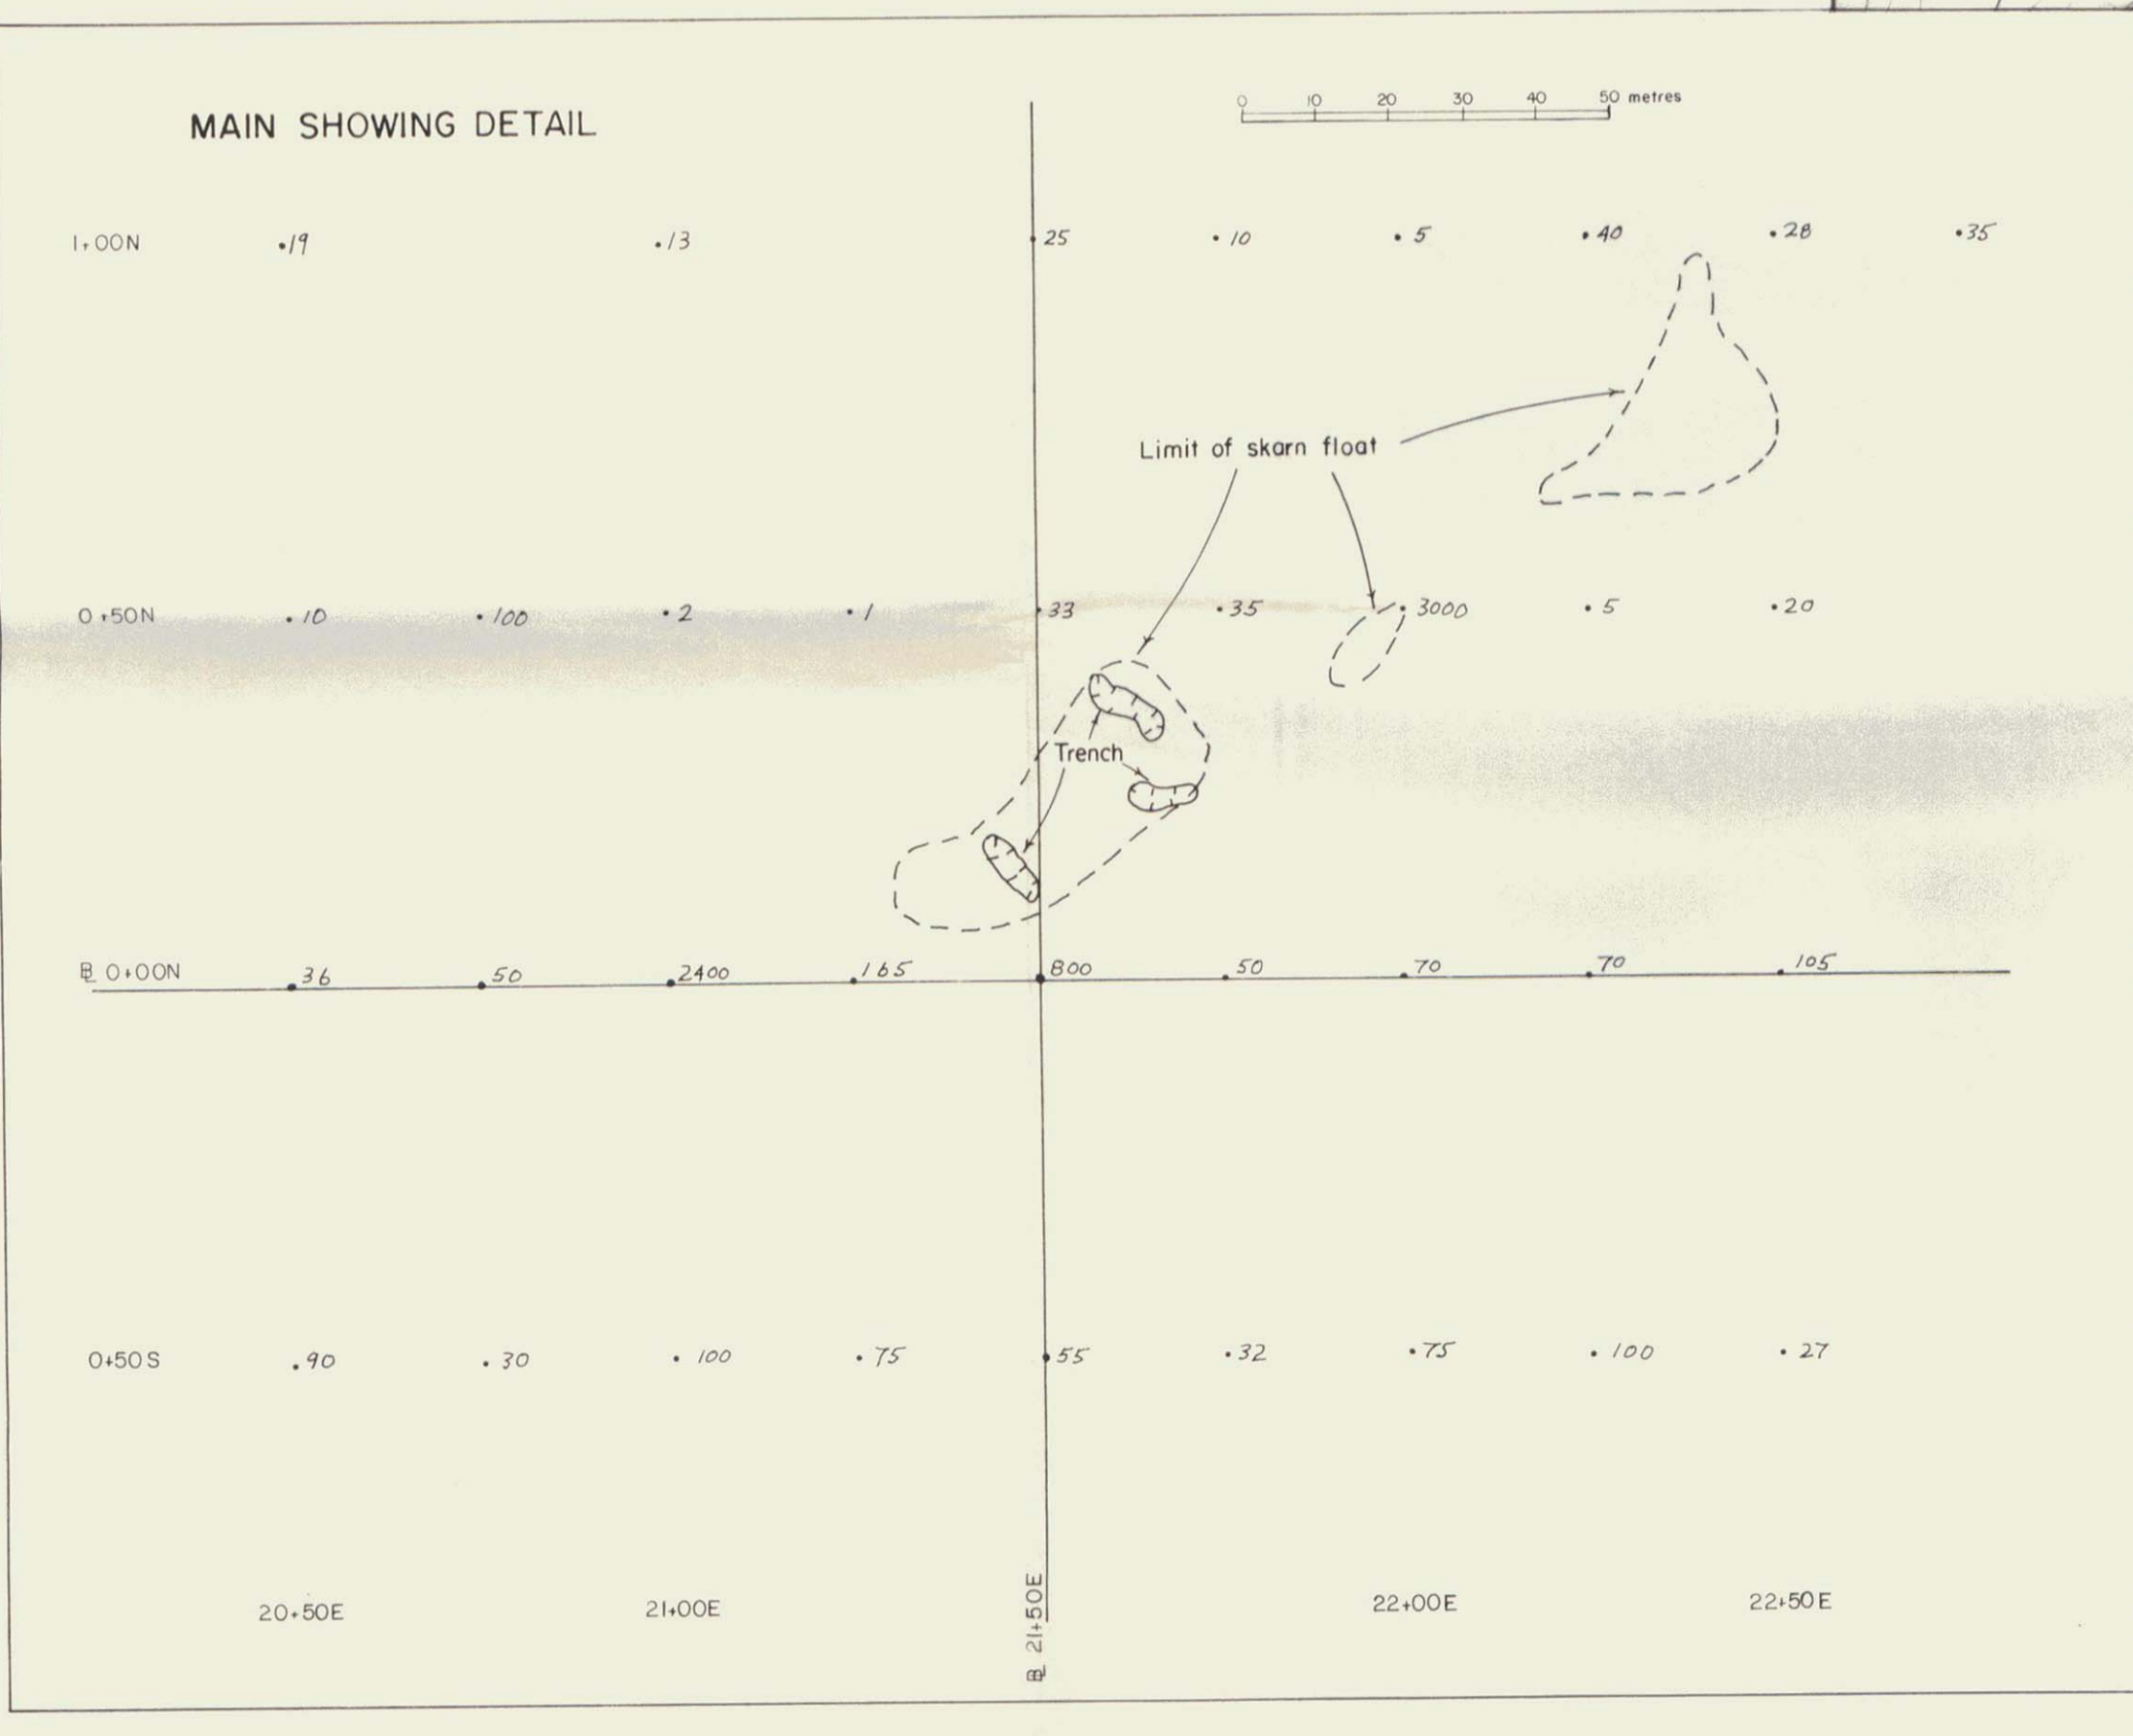 MAIN SHOWING DETAIL
0 10 20 30 40 50 metres
1+00N .19 .13 25 .10 .5 .40 .28 .35
Limit of skarn float
0+50N .10 .100 .2 .1 33 .35 .3000 .5 .20
Trench
BL 0+00N 36 50 2400 165 800 50 70 70 105
0+50S .90 .30 .100 .75 55 .32 .75 .100 .27
20+50E 21+00E BL 21+50E 22+00E 22+50E